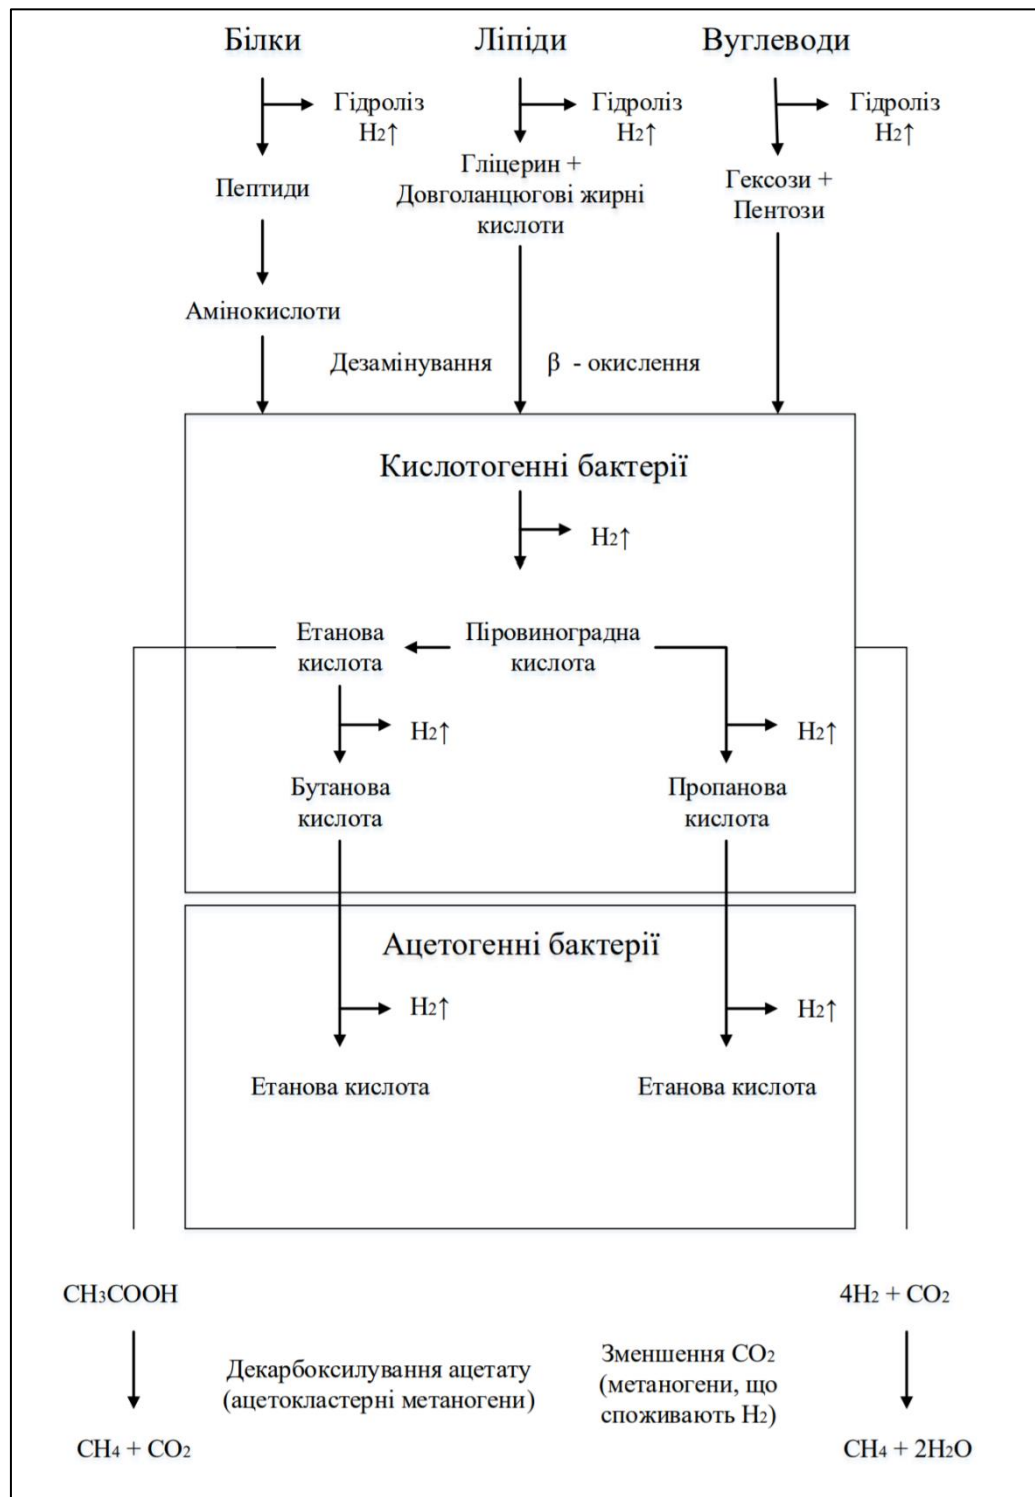 Білки
Ліпіди
Вуглеводи
Гідроліз
H2↑
Гідроліз
H2↑
Гідроліз
H2↑
Пептиди
Гліцерин +
Довголанцюгові жирні
кислоти
Гексози +
Пентози
Амінокислоти
Дезамінування
β - окислення
Кислотогенні бактерії
H2↑
Етанова
кислота
Піровиноградна
кислота
H2↑
H2↑
Бутанова
кислота
Пропанова
кислота
Ацетогенні бактерії
H2↑
H2↑
Етанова кислота
Етанова кислота
CH3COOH
4H2 + CO2
Декарбоксилування ацетату
(ацетокластерні метаногени)
Зменшення CO2
(метаногени, що
споживають H2)
CH4 + CO2
CH4 + 2H2O